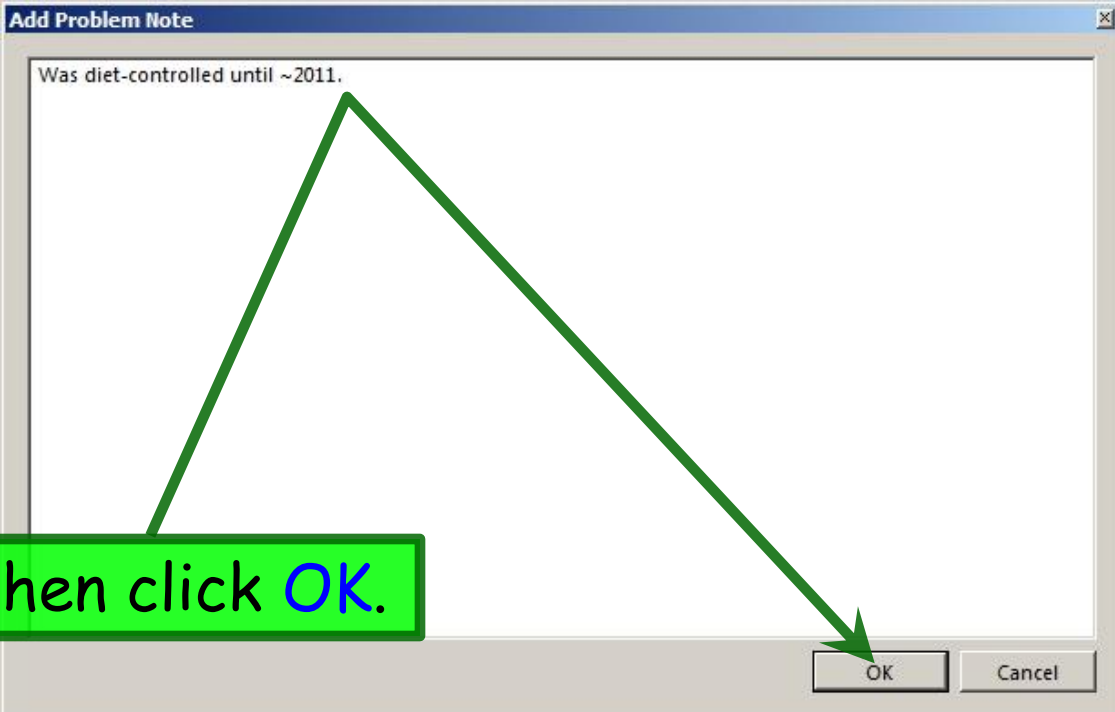 Add Problem Note
Was diet-controlled until ~2011.
hen click OK.
OK Cancel